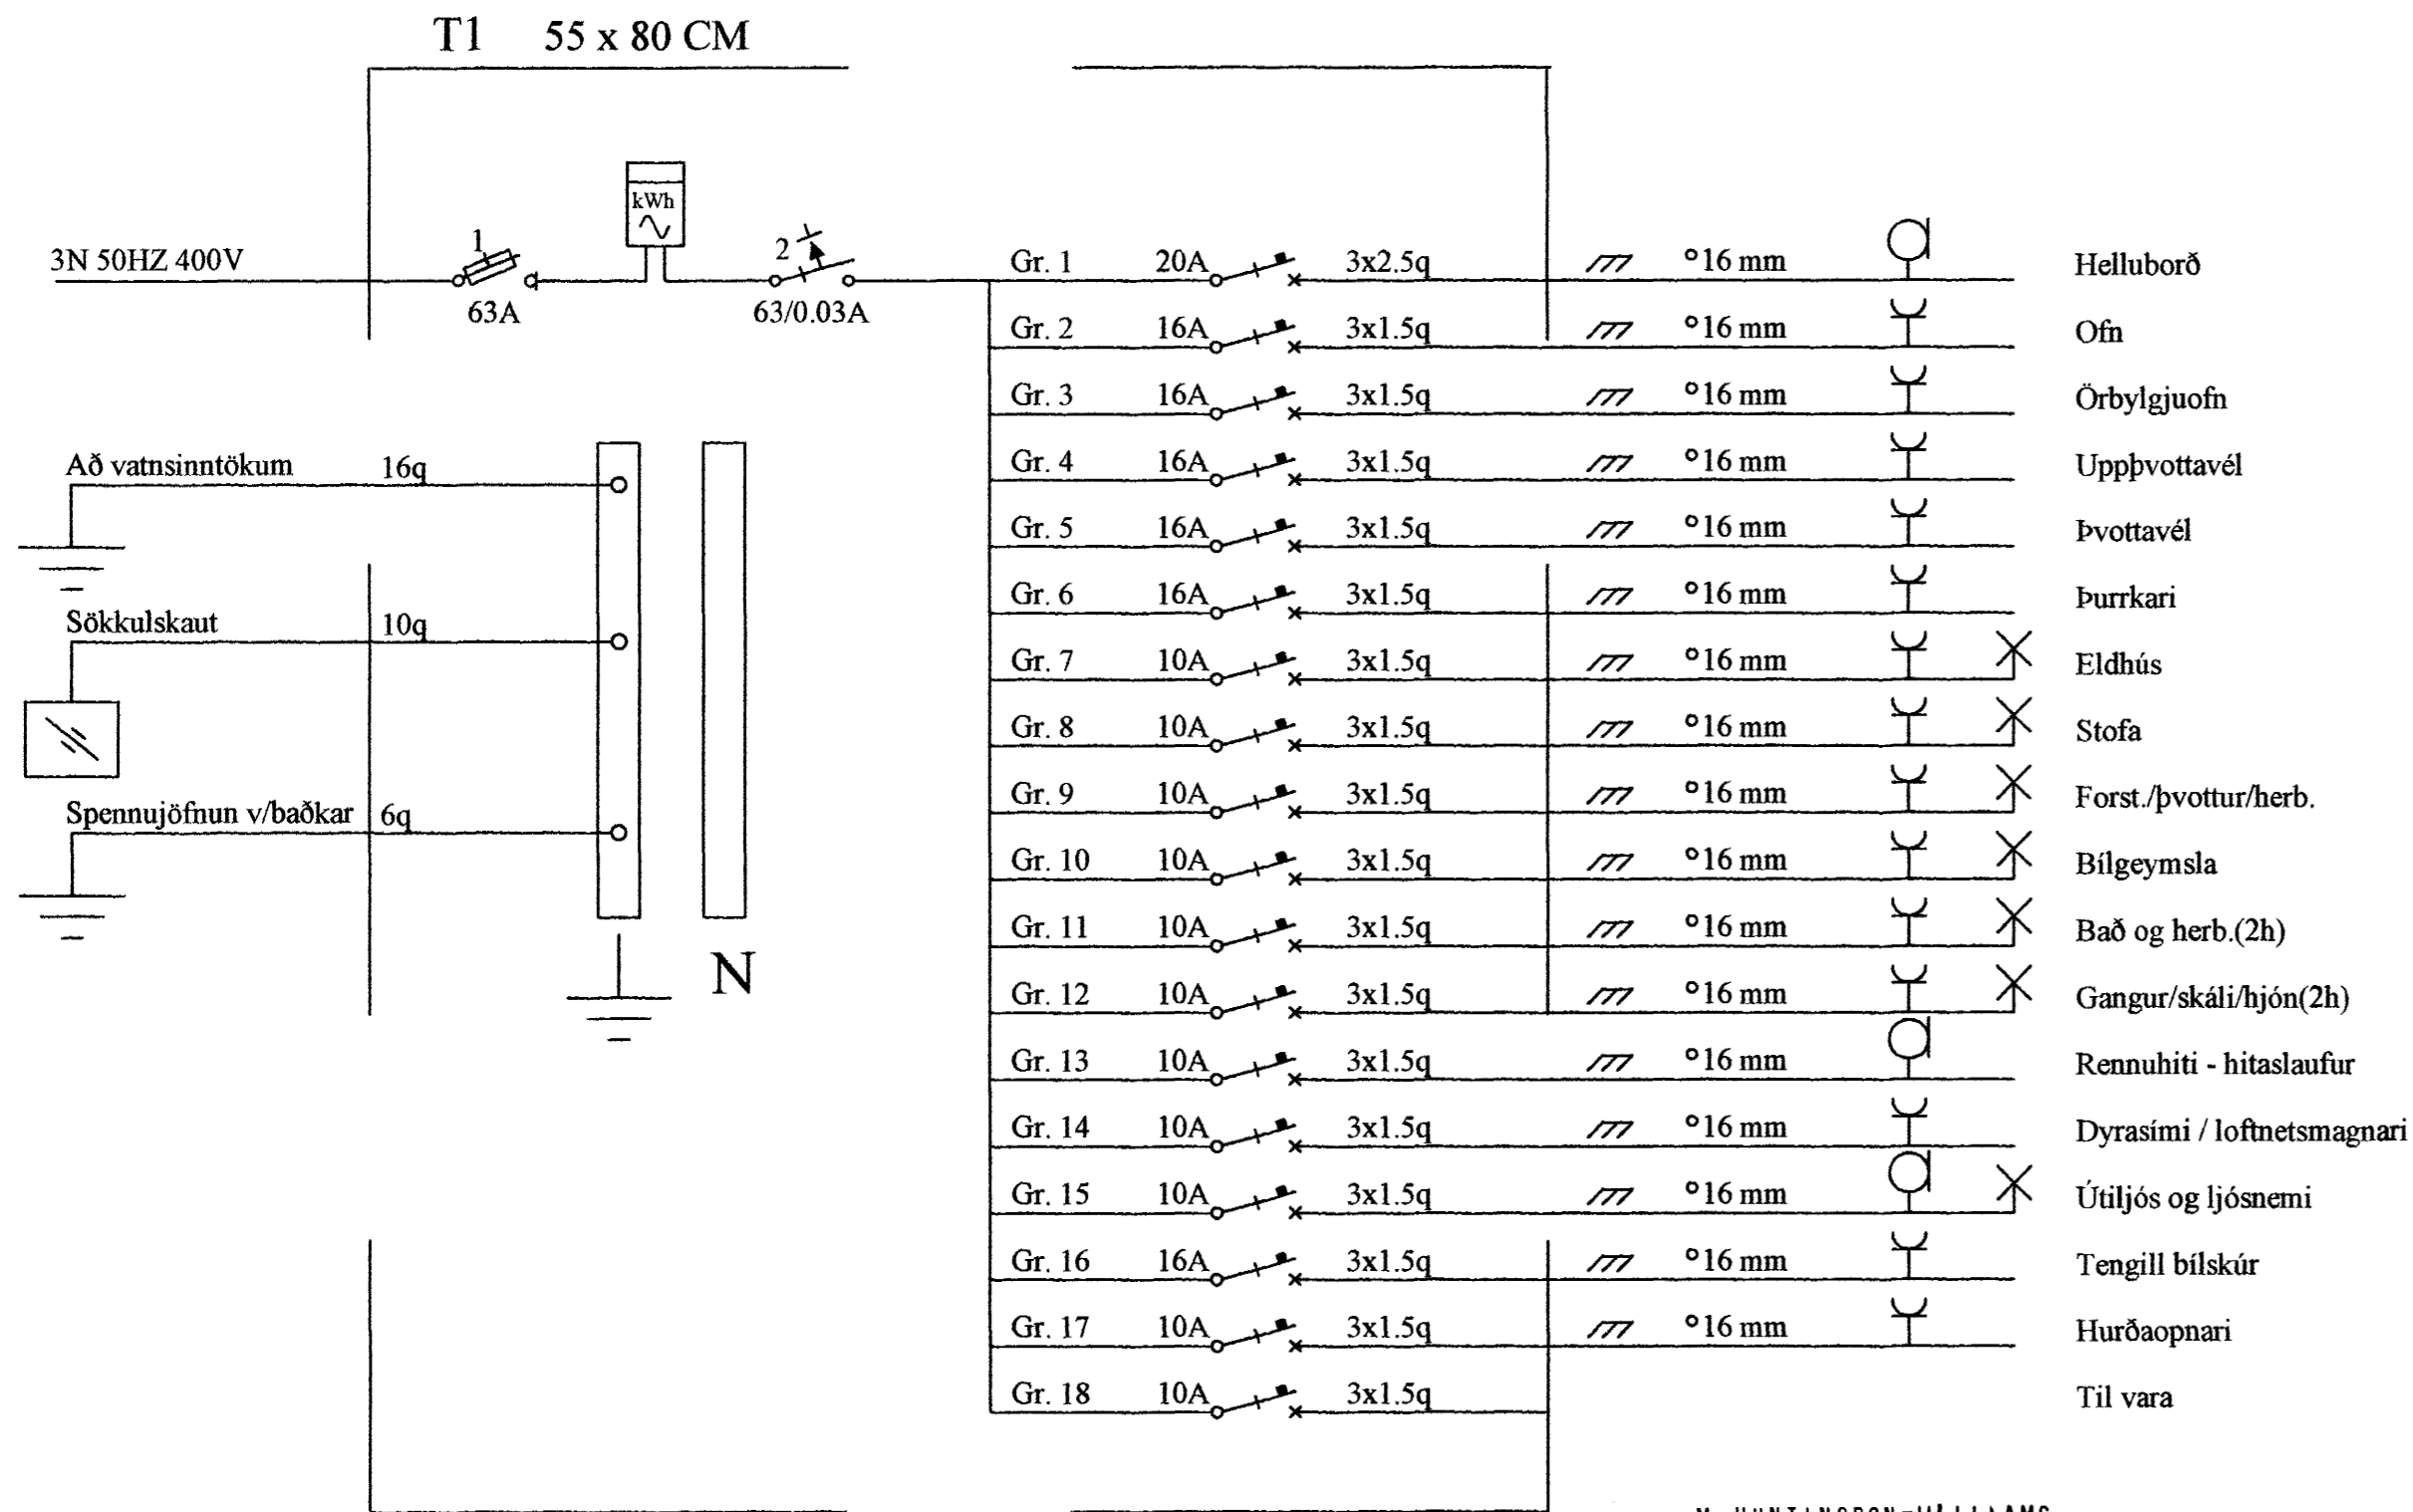 T1 55 x 80 CM
kWh
3N 50HZ 400V
1
63A
2
63/0.03A
Gr. 1 20A 3x2.5q °16 mm Helluborð
Gr. 2 16A 3x1.5q °16 mm Ofn
Gr. 3 16A 3x1.5q °16 mm Örbylgjuofn
Gr. 4 16A 3x1.5q °16 mm Uppþvottavél
Gr. 5 16A 3x1.5q °16 mm Þvottavél
Gr. 6 16A 3x1.5q °16 mm Þurrkari
Gr. 7 10A 3x1.5q °16 mm Eldhús
Gr. 8 10A 3x1.5q °16 mm Stofa
Gr. 9 10A 3x1.5q °16 mm Forst./þvottur/herb.
Gr. 10 10A 3x1.5q °16 mm Bílgeymsla
Gr. 11 10A 3x1.5q °16 mm Bað og herb.(2h)
Gr. 12 10A 3x1.5q °16 mm Gangur/skáli/hjón(2h)
Gr. 13 10A 3x1.5q °16 mm Rennuhiti - hitaslaufur
Gr. 14 10A 3x1.5q °16 mm Dyrasími / loftnetsmagnari
Gr. 15 10A 3x1.5q °16 mm Útiljós og ljósnemi
Gr. 16 16A 3x1.5q °16 mm Tengill bílskúr
Gr. 17 10A 3x1.5q °16 mm Hurðaopnari
Gr. 18 10A 3x1.5q Til vara
Að vatnsinntökum 16q
Sökkulskaut 10q
Spennujöfnun v/baðkar 6q
N